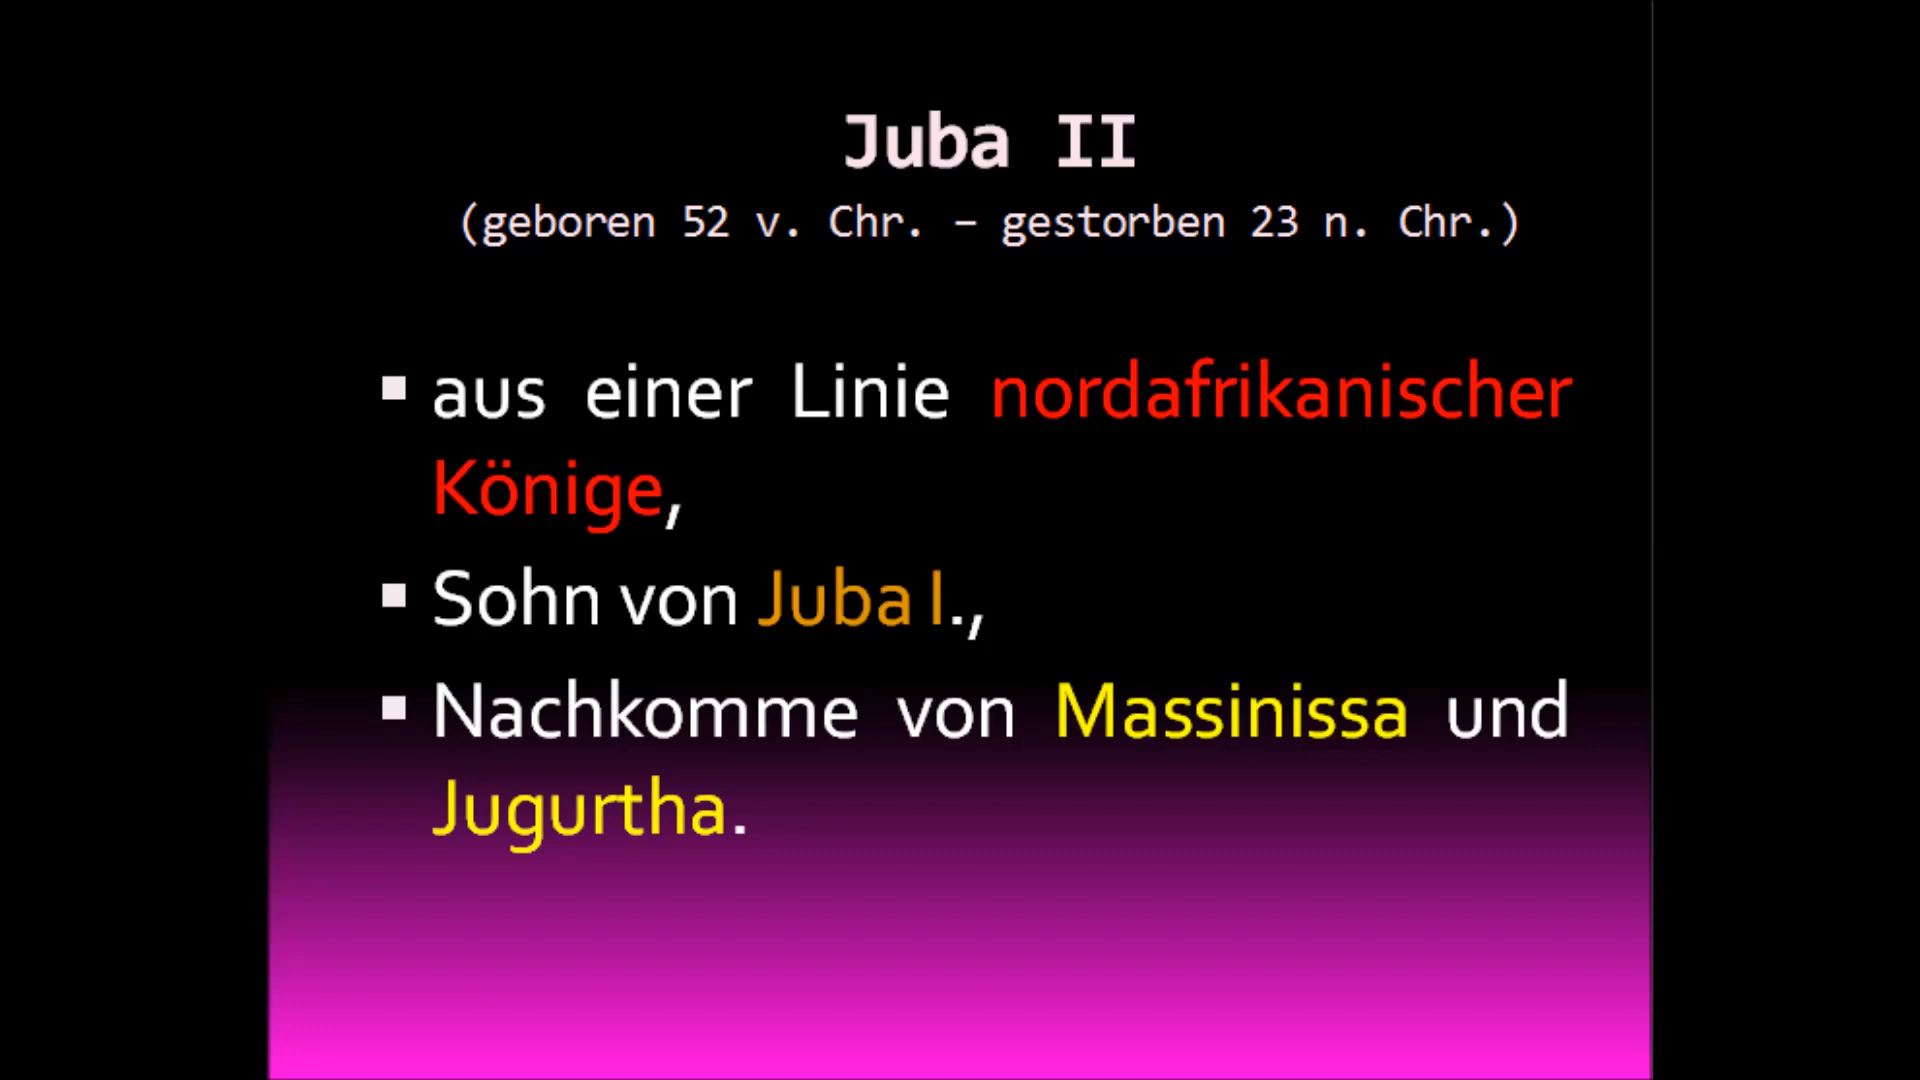 Juba II
(geboren 52 v. Chr. – gestorben 23 n. Chr.)
▪ aus einer Linie nordafrikanischer
Könige,
▪ Sohn von Juba I.,
▪ Nachkomme von Massinissa und
Jugurtha.